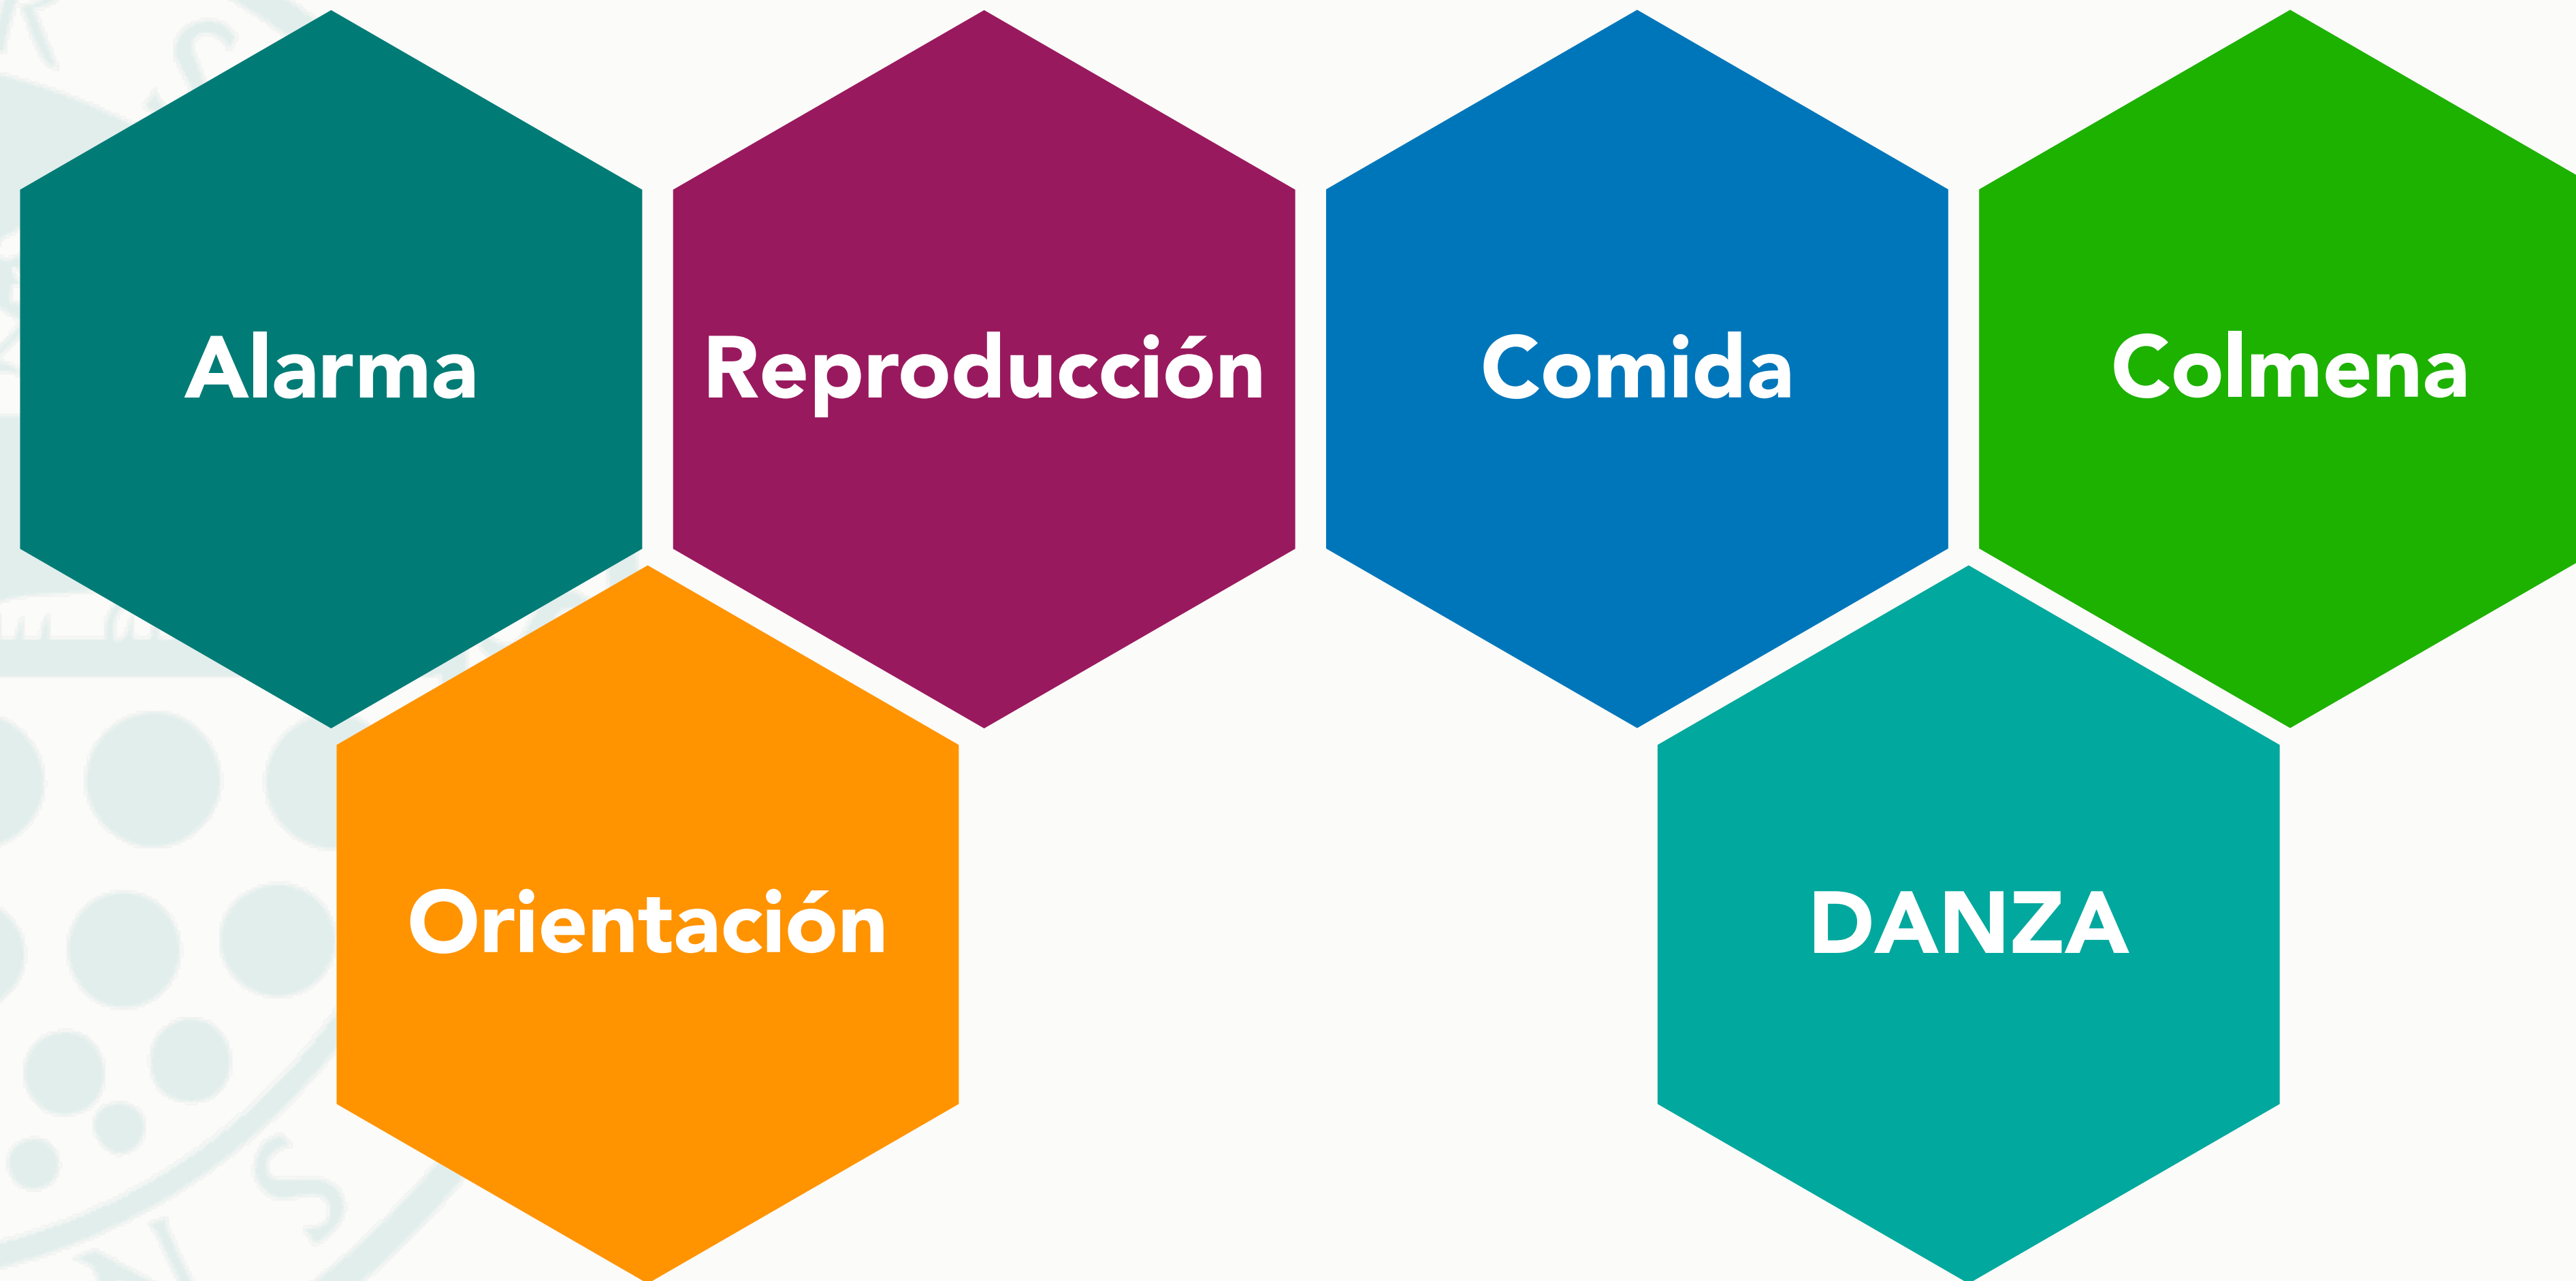 Alarma
Reproducción
Comida
Colmena
Orientación
DANZA